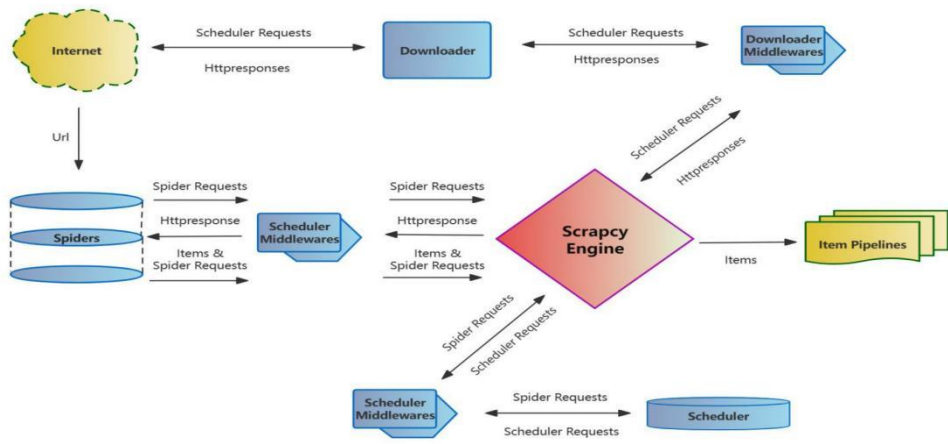 Scheduler Requests
Internet
Downloader
Httpresponses
Scheduler Requests
Httpresponses
Downloader
Middlewares
Url
Scheduler Requests
Httpresponses
Spider Requests
Httpresponse
Items &
Spider Requests
Spiders
Scheduler
Middlewares
Spider Requests
Httpresponse
Items &
Spider Requests
Scrapcy
Engine
Items
Item Pipelines
Spider Requests
Scheduler Requests
Scheduler
Middlewares
Spider Requests
Scheduler Requests
Scheduler